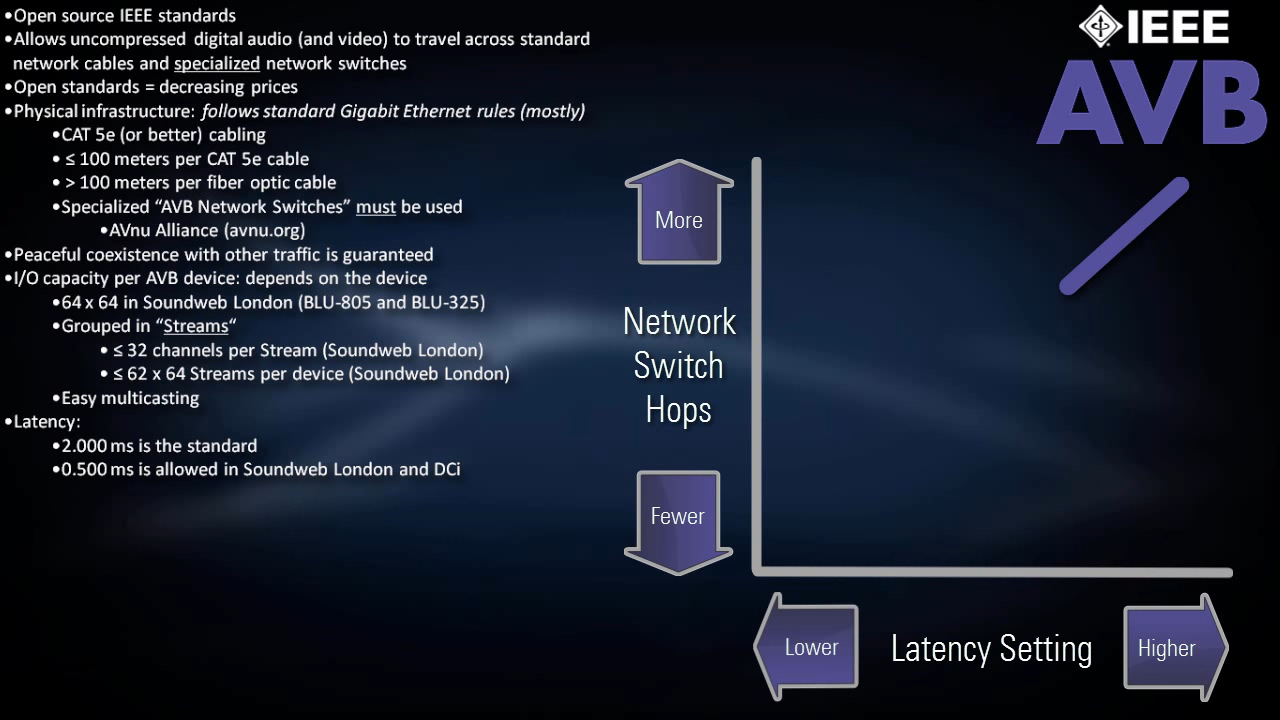 •Open source IEEE standards
•Allows uncompressed digital audio (and video) to travel across standard
network cables and specialized network switches
•Open standards = decreasing prices
•Physical infrastructure: follows standard Gigabit Ethernet rules (mostly)
•CAT 5e (or better) cabling
• ≤ 100 meters per CAT 5e cable
• > 100 meters per fiber optic cable
•Specialized “AVB Network Switches” must be used
•AVnu Alliance (avnu.org)
•Peaceful coexistence with other traffic is guaranteed
•I/O capacity per AVB device: depends on the device
•64 x 64 in Soundweb London (BLU-805 and BLU-325)
•Grouped in “Streams“
• ≤ 32 channels per Stream (Soundweb London)
• ≤ 62 x 64 Streams per device (Soundweb London)
•Easy multicasting
•Latency:
•2.000 ms is the standard
•0.500 ms is allowed in Soundweb London and DCi
IEEE
AVB
More
Network
Switch
Hops
Fewer
Lower
Latency Setting
Higher